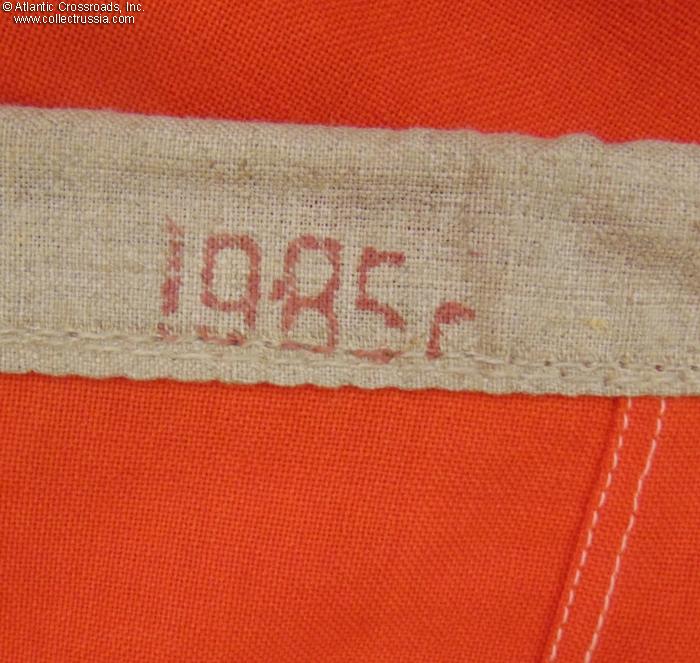 © Atlantic Crossroads, Inc.
www.collectrussia.com
1985г